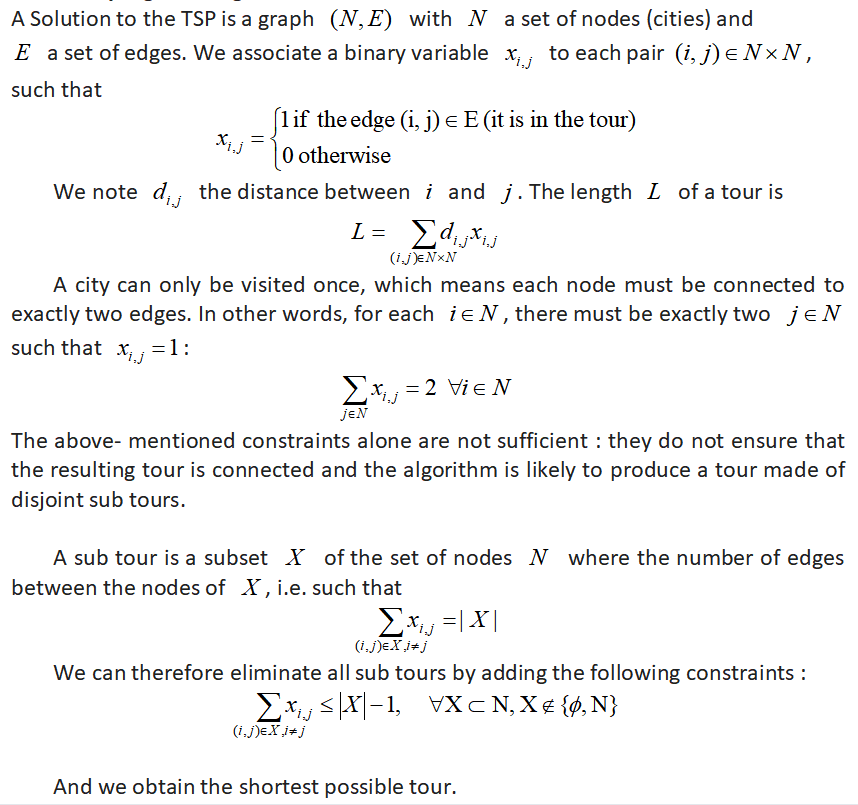 A Solution to the TSP is a graph (N, E) with N a set of nodes (cities) and
E a set of edges. We associate a binary variable x_{i,j} to each pair (i, j) ∈ N × N,
such that
x_{i,j} = { 1 if the edge (i, j) ∈ E (it is in the tour)
0 otherwise
We note d_{i,j} the distance between i and j. The length L of a tour is
L = ∑_{(i,j)∈N×N} d_{i,j} x_{i,j}
A city can only be visited once, which means each node must be connected to
exactly two edges. In other words, for each i ∈ N, there must be exactly two j ∈ N
such that x_{i,j} = 1:
∑_{j∈N} x_{i,j} = 2 ∀i ∈ N
The above- mentioned constraints alone are not sufficient : they do not ensure that
the resulting tour is connected and the algorithm is likely to produce a tour made of
disjoint sub tours.
A sub tour is a subset X of the set of nodes N where the number of edges
between the nodes of X, i.e. such that
∑_{(i,j)∈X,i≠j} x_{i,j} =| X |
We can therefore eliminate all sub tours by adding the following constraints :
∑_{(i,j)∈X,i≠j} x_{i,j} ≤ |X| − 1, ∀X ⊂ N, X ∉ {ϕ, N}
And we obtain the shortest possible tour.